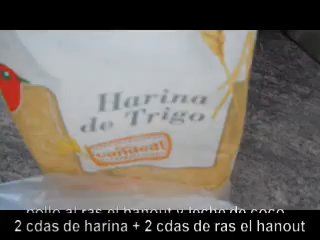 Harina
de Trigo
condeal
pollo al ras el hanout y leche de coco
2 cdas de harina + 2 cdas de ras el hanout